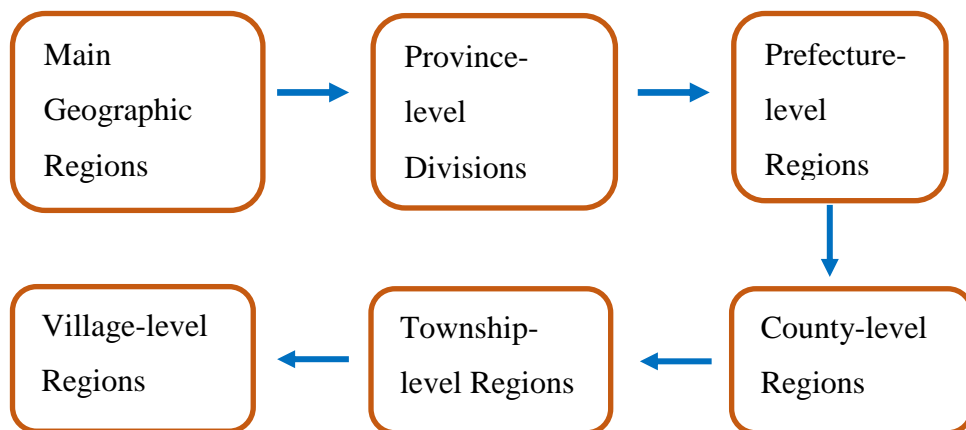 Main
Geographic
Regions
Province-
level
Divisions
Prefecture-
level
Regions
County-level
Regions
Township-
level Regions
Village-level
Regions